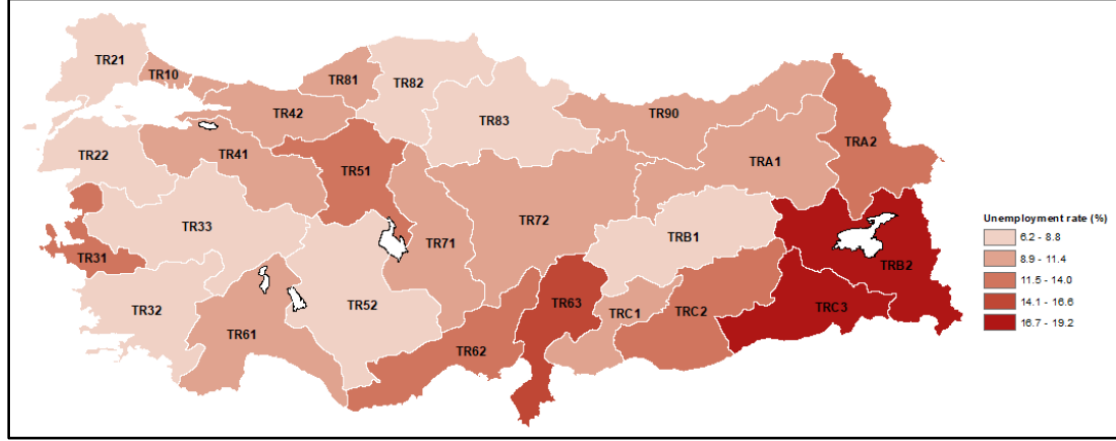 TR21
TR10
TR81
TR82
TR42
TR83
TR90
TR22
TR41
TR51
TRA1
TRA2
TR33
TR72
TR31
TR71
TRB1
TRB2
TR32
TR52
TR63
TRC1
TRC2
TRC3
TR61
TR62
Unemployment rate (%)
6.2 - 8.8
8.9 - 11.4
11.5 - 14.0
14.1 - 16.6
16.7 - 19.2